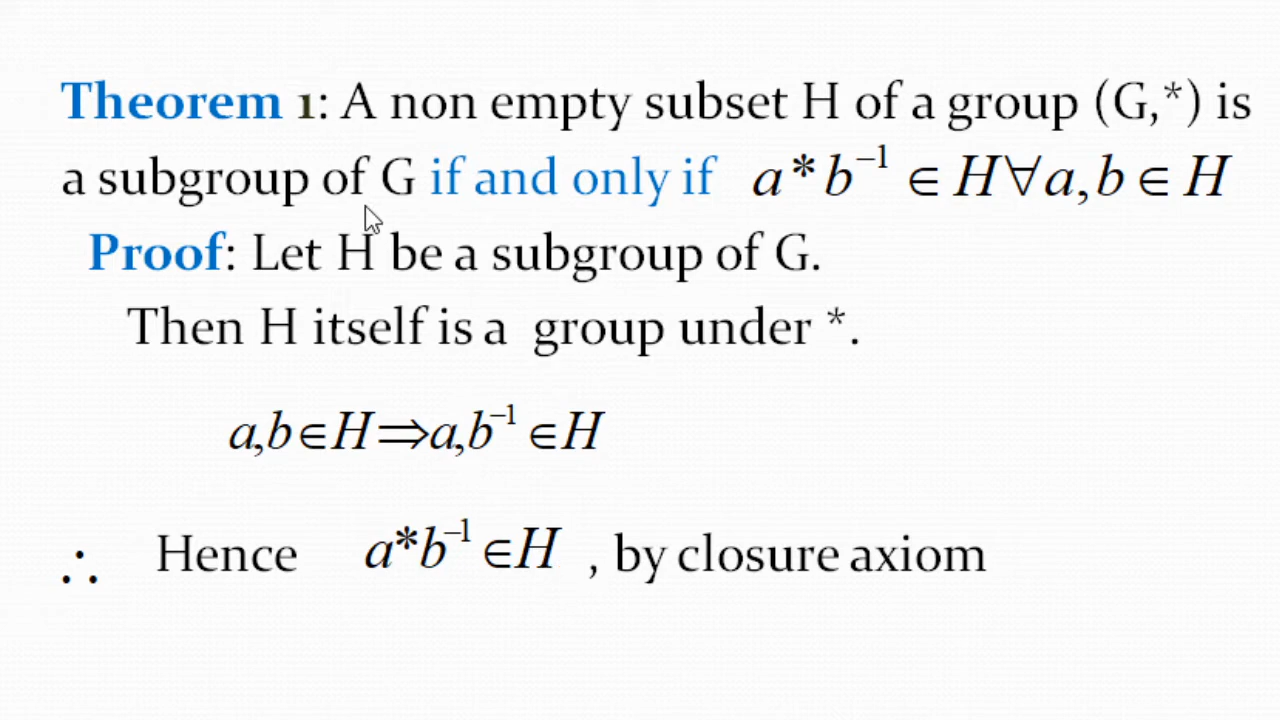 Theorem 1: A non empty subset H of a group (G,*) is
a subgroup of G if and only if a * b⁻¹ ∈ H∀a,b ∈ H
Proof: Let H be a subgroup of G.
Then H itself is a group under *.
a,b∈H⇒a,b⁻¹ ∈H
∴ Hence a*b⁻¹ ∈H , by closure axiom